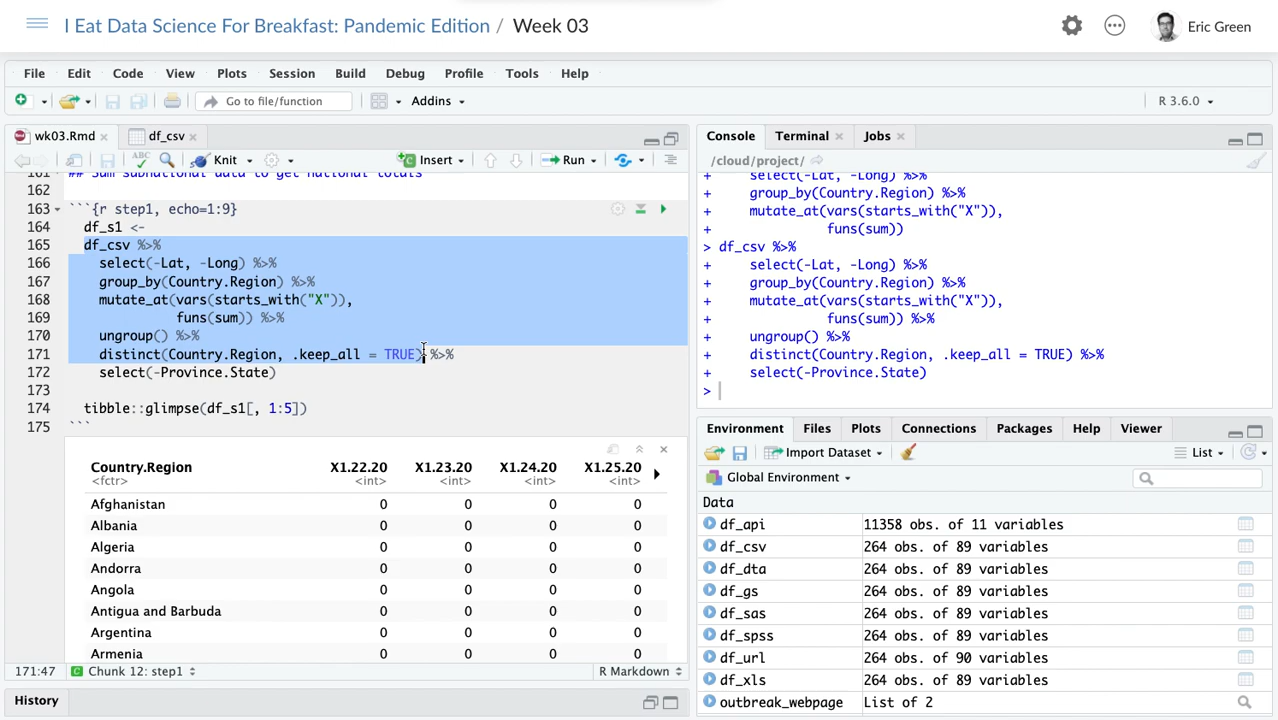 I Eat Data Science For Breakfast: Pandemic Edition / Week 03
Eric Green
File Edit Code View Plots Session Build Debug Profile Tools Help
Go to file/function
Addins
R 3.6.0
wk03.Rmd
df_csv
Knit
Insert
Run
161 ## Sum subnational data to get national totals
162
163 ```{r step1, echo=1:9}
164 df_s1 <-
165 df_csv %>%
166 select(-Lat, -Long) %>%
167 group_by(Country.Region) %>%
168 mutate_at(vars(starts_with("X")),
169 funs(sum)) %>%
170 ungroup() %>%
171 distinct(Country.Region, .keep_all = TRUE) %>%
172 select(-Province.State)
173
174 tibble::glimpse(df_s1[, 1:5])
175 ```
Country.Region X1.22.20 X1.23.20 X1.24.20 X1.25.20
<fctr> <int> <int> <int> <int>
Afghanistan 0 0 0 0
Albania 0 0 0 0
Algeria 0 0 0 0
Andorra 0 0 0 0
Angola 0 0 0 0
Antigua and Barbuda 0 0 0 0
Argentina 0 0 0 0
Armenia 0 0 0 0
171:47 Chunk 12: step1 R Markdown
History
Console Terminal Jobs
/cloud/project/
+ select(-Lat, -Long) %>%
+ group_by(Country.Region) %>%
+ mutate_at(vars(starts_with("X")),
+ funs(sum))
> df_csv %>%
+ select(-Lat, -Long) %>%
+ group_by(Country.Region) %>%
+ mutate_at(vars(starts_with("X")),
+ funs(sum)) %>%
+ ungroup() %>%
+ distinct(Country.Region, .keep_all = TRUE) %>%
+ select(-Province.State)
>
Environment Files Plots Connections Packages Help Viewer
Import Dataset
List
Global Environment
Data
df_api 11358 obs. of 11 variables
df_csv 264 obs. of 89 variables
df_dta 264 obs. of 89 variables
df_gs 264 obs. of 89 variables
df_sas 264 obs. of 89 variables
df_spss 264 obs. of 89 variables
df_url 264 obs. of 90 variables
df_xls 264 obs. of 89 variables
outbreak_webpage List of 2